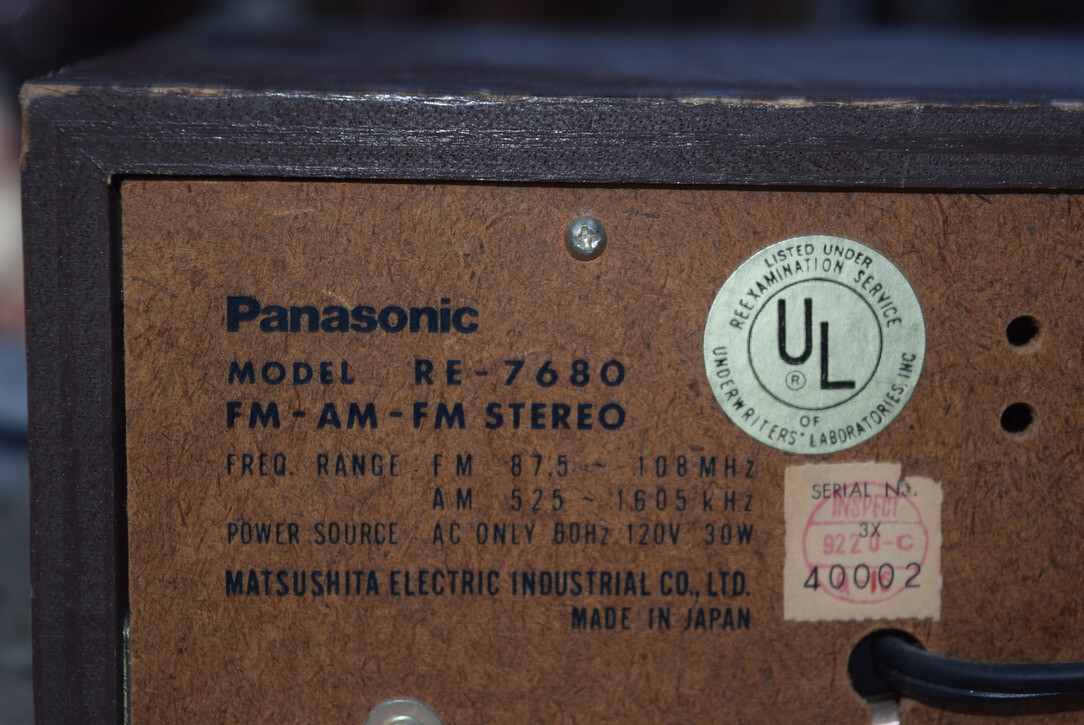 Panasonic
MODEL RE-7680
FM-AM-FM STEREO
FREQ. RANGE : FM 87.5 ~ 108MHz
AM 525 ~ 1605kHz
POWER SOURCE : AC ONLY 60Hz 120V 30W
MATSUSHITA ELECTRIC INDUSTRIAL CO., LTD.
MADE IN JAPAN
LISTED UNDER
REEXAMINATION SERVICE
UL
®
OF
UNDERWRITERS' LABORATORIES, INC
SERIAL No.
INSPECT
3X
9220-C
40002